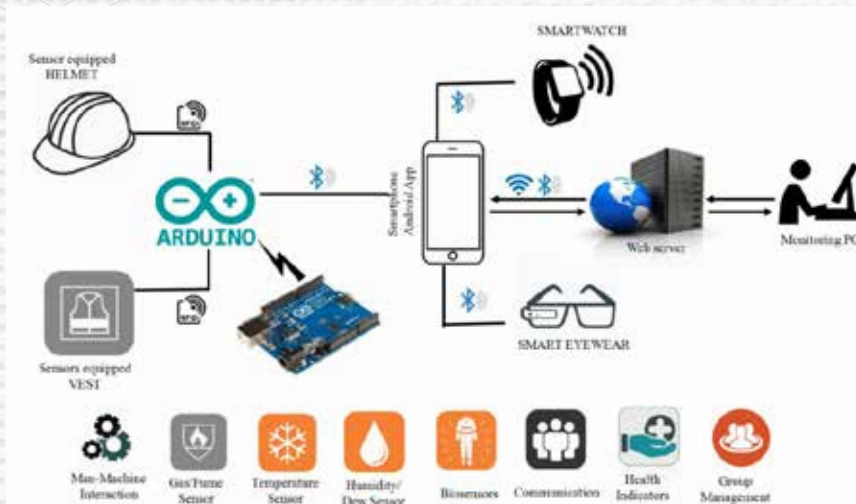 SMARTWATCH
Sensor equipped
HELMET
ARDUINO
Smartphone
Android App
Web server
Monitoring PC
SMART EYEWEAR
Sensors equipped
VEST
Man-Machine
Interaction
Gas/Fume
Sensor
Temperature
Sensor
Humidity/
Dew Sensor
Biosensors
Communication
Health
Indicators
Group
Management